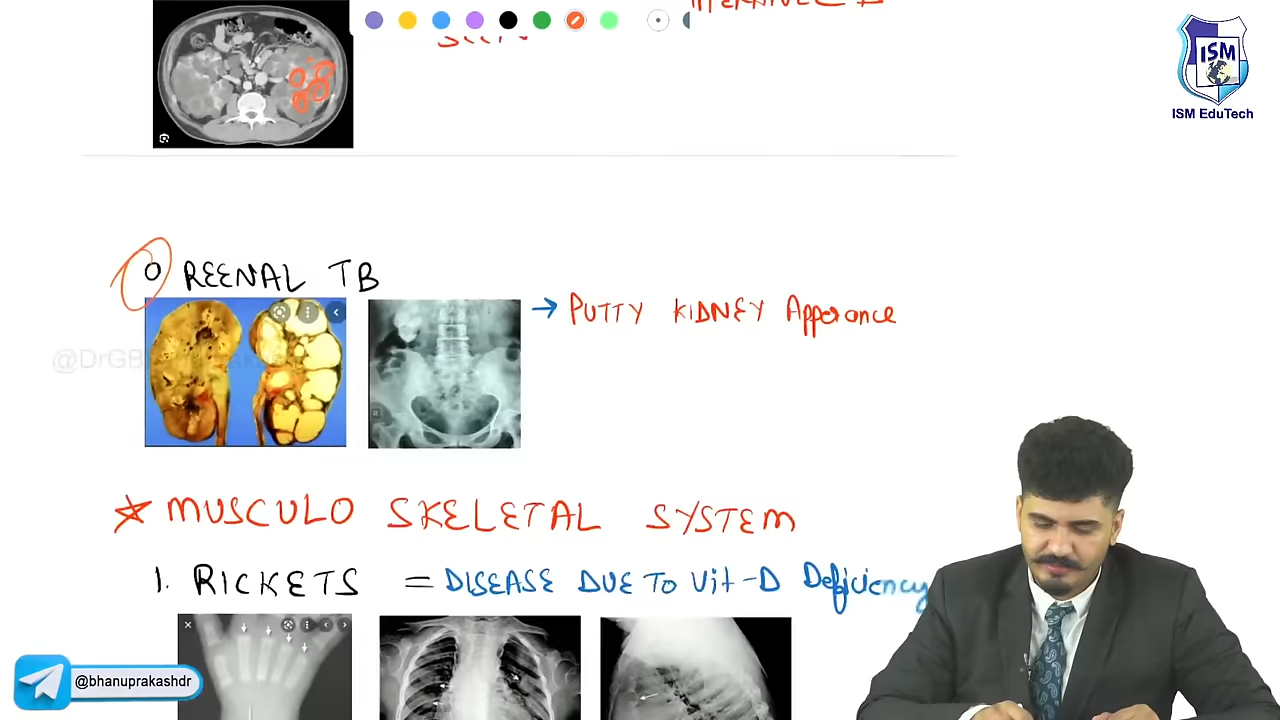 ISM
ISM EduTech
REENAL TB
→ PUTTY KIDNEY Apperance
@DrGB
★ MUSCULO SKELETAL SYSTEM
1. RICKETS = DISEASE DUE TO Vit-D Deficiency
R
@bhanuprakashdr